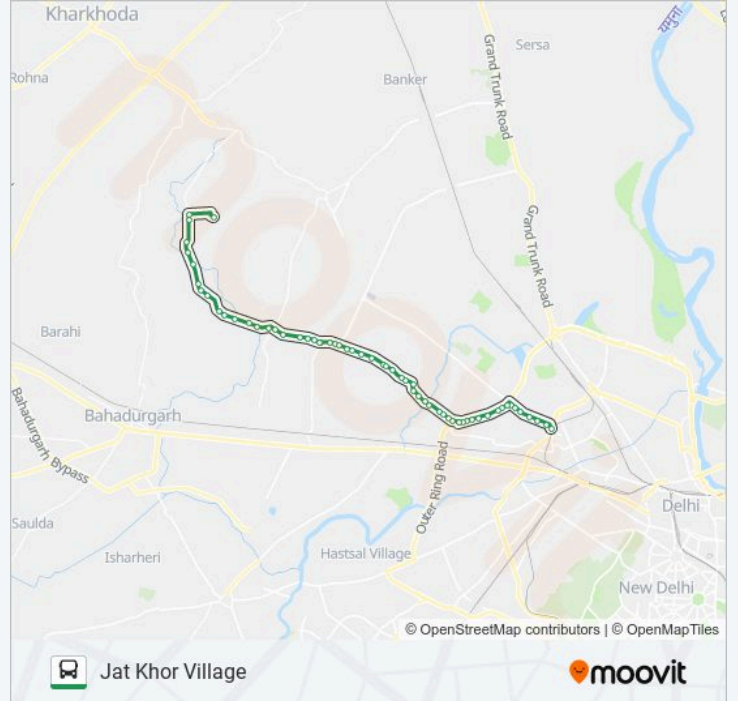 Kharkhoda
यमुना
Grand Trunk Road
Sersa
Rohna
Banker
Grand Trunk Road
Barahi
Bahadurgarh
Bahadurgarh Bypass
Outer Ring Road
Delhi
Saulda
Isharheri
Hastsal Village
New Delhi
© OpenStreetMap contributors | © OpenMapTiles
Jat Khor Village
moovit